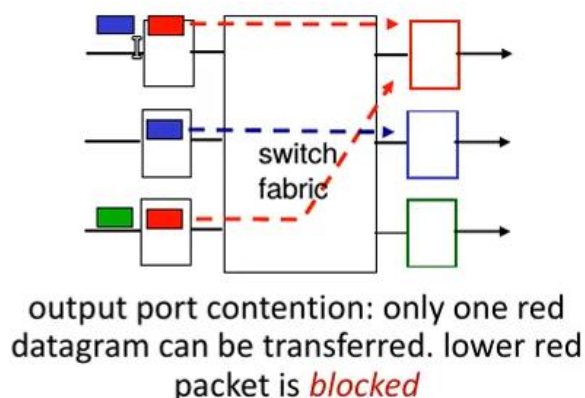 switch
fabric
output port contention: only one red
datagram can be transferred. lower red
packet is blocked